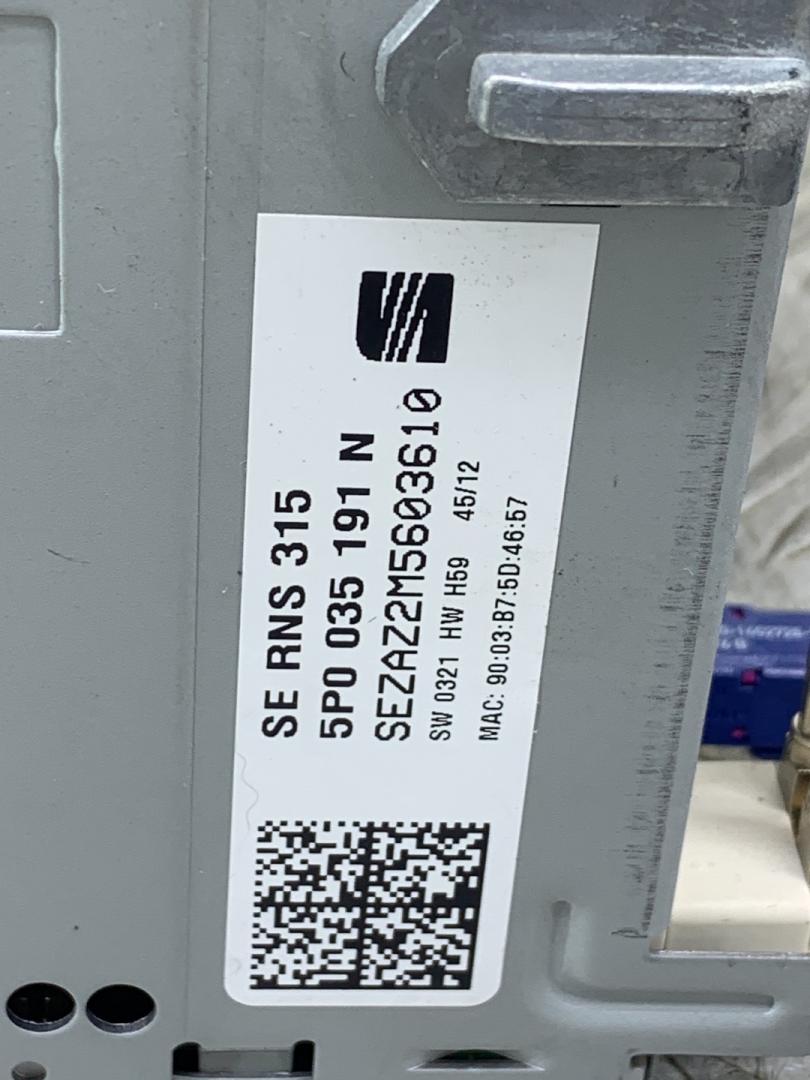 SE RNS 315
5P0 035 191 N
SEZAZ2M5603610
SW 0321 HW H59 45/12
MAC: 90:03:B7:5D:46:57